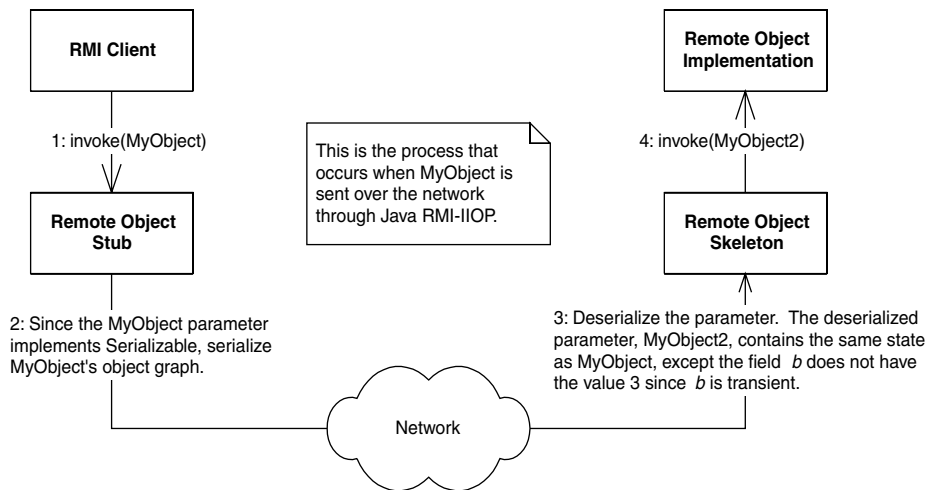 RMI Client
Remote Object
Implementation
1: invoke(MyObject)
4: invoke(MyObject2)
This is the process that
occurs when MyObject is
sent over the network
through Java RMI-IIOP.
Remote Object
Stub
Remote Object
Skeleton
2: Since the MyObject parameter
implements Serializable, serialize
MyObject's object graph.
3: Deserialize the parameter. The deserialized
parameter, MyObject2, contains the same state
as MyObject, except the field b does not have
the value 3 since b is transient.
Network